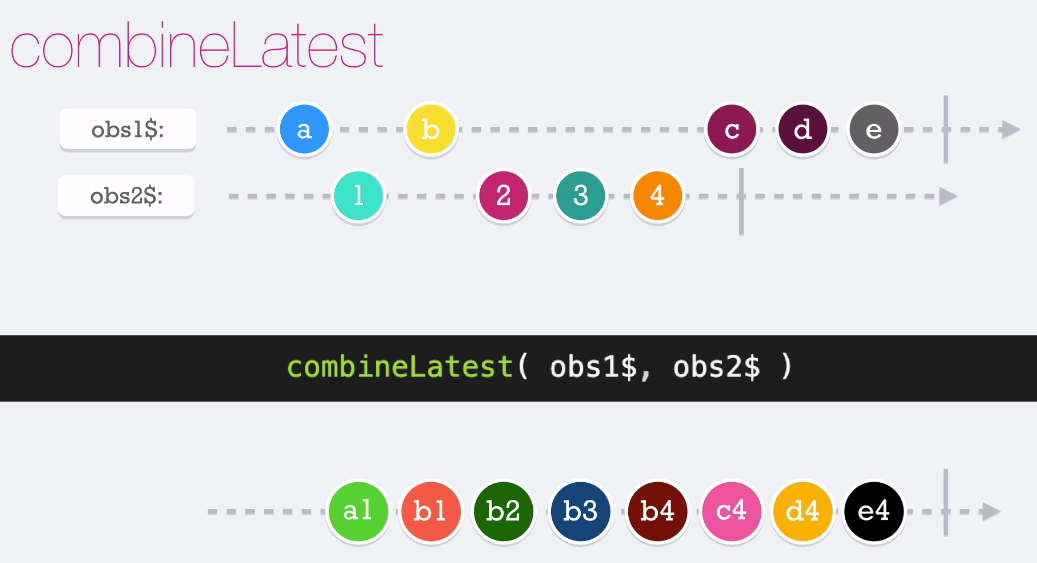 combineLatest
obs1$: a b c d e
obs2$: 1 2 3 4
combineLatest( obs1$, obs2$ )
a1 b1 b2 b3 b4 c4 d4 e4